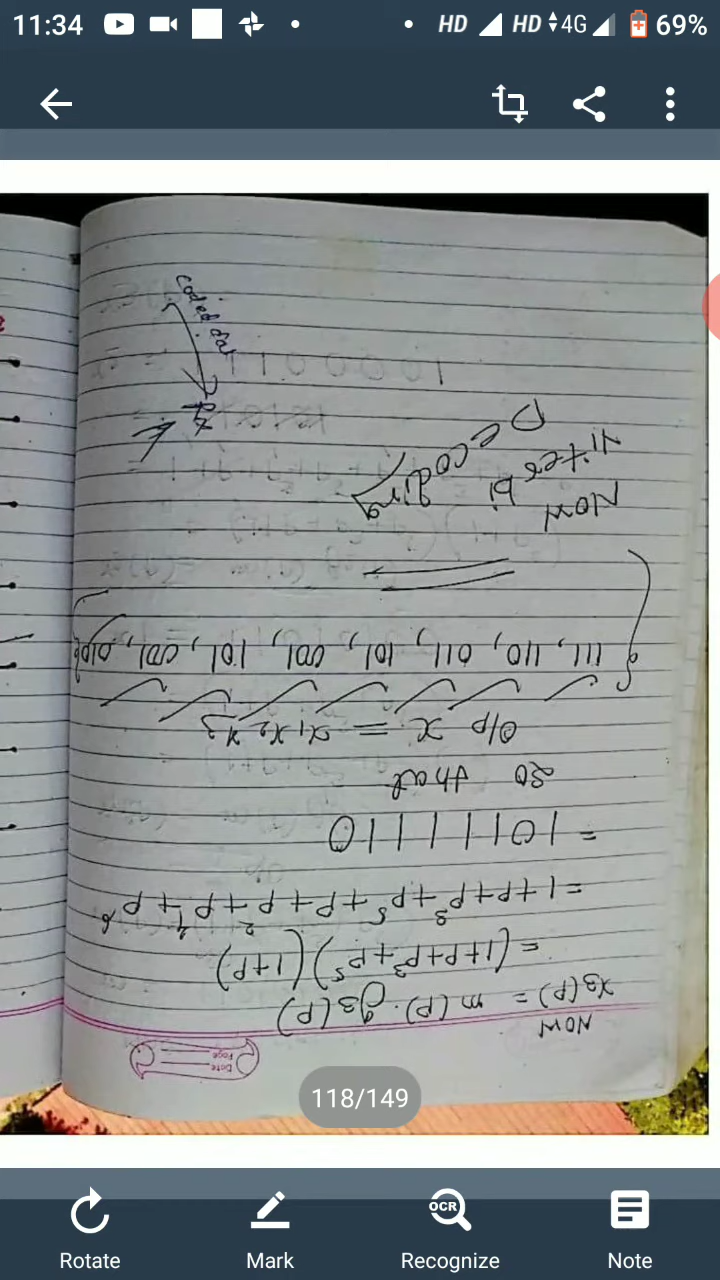 11:34 HD HD 4G 69%
Date
Page
NOW
x₃(p) = m(p). g₃(p)
= (1+p+p³+p⁵) (1+p)
= 1+p+p³+p⁵+p+p²+p⁴+p⁶
= 10111110
so that
o/p x = x₁ x₂ x₃
{111, 110, 011, 101, 001, 101, 001, 010}
NOW
viterbi
Decoding
coded
118/149
Rotate Mark OCR Recognize Note